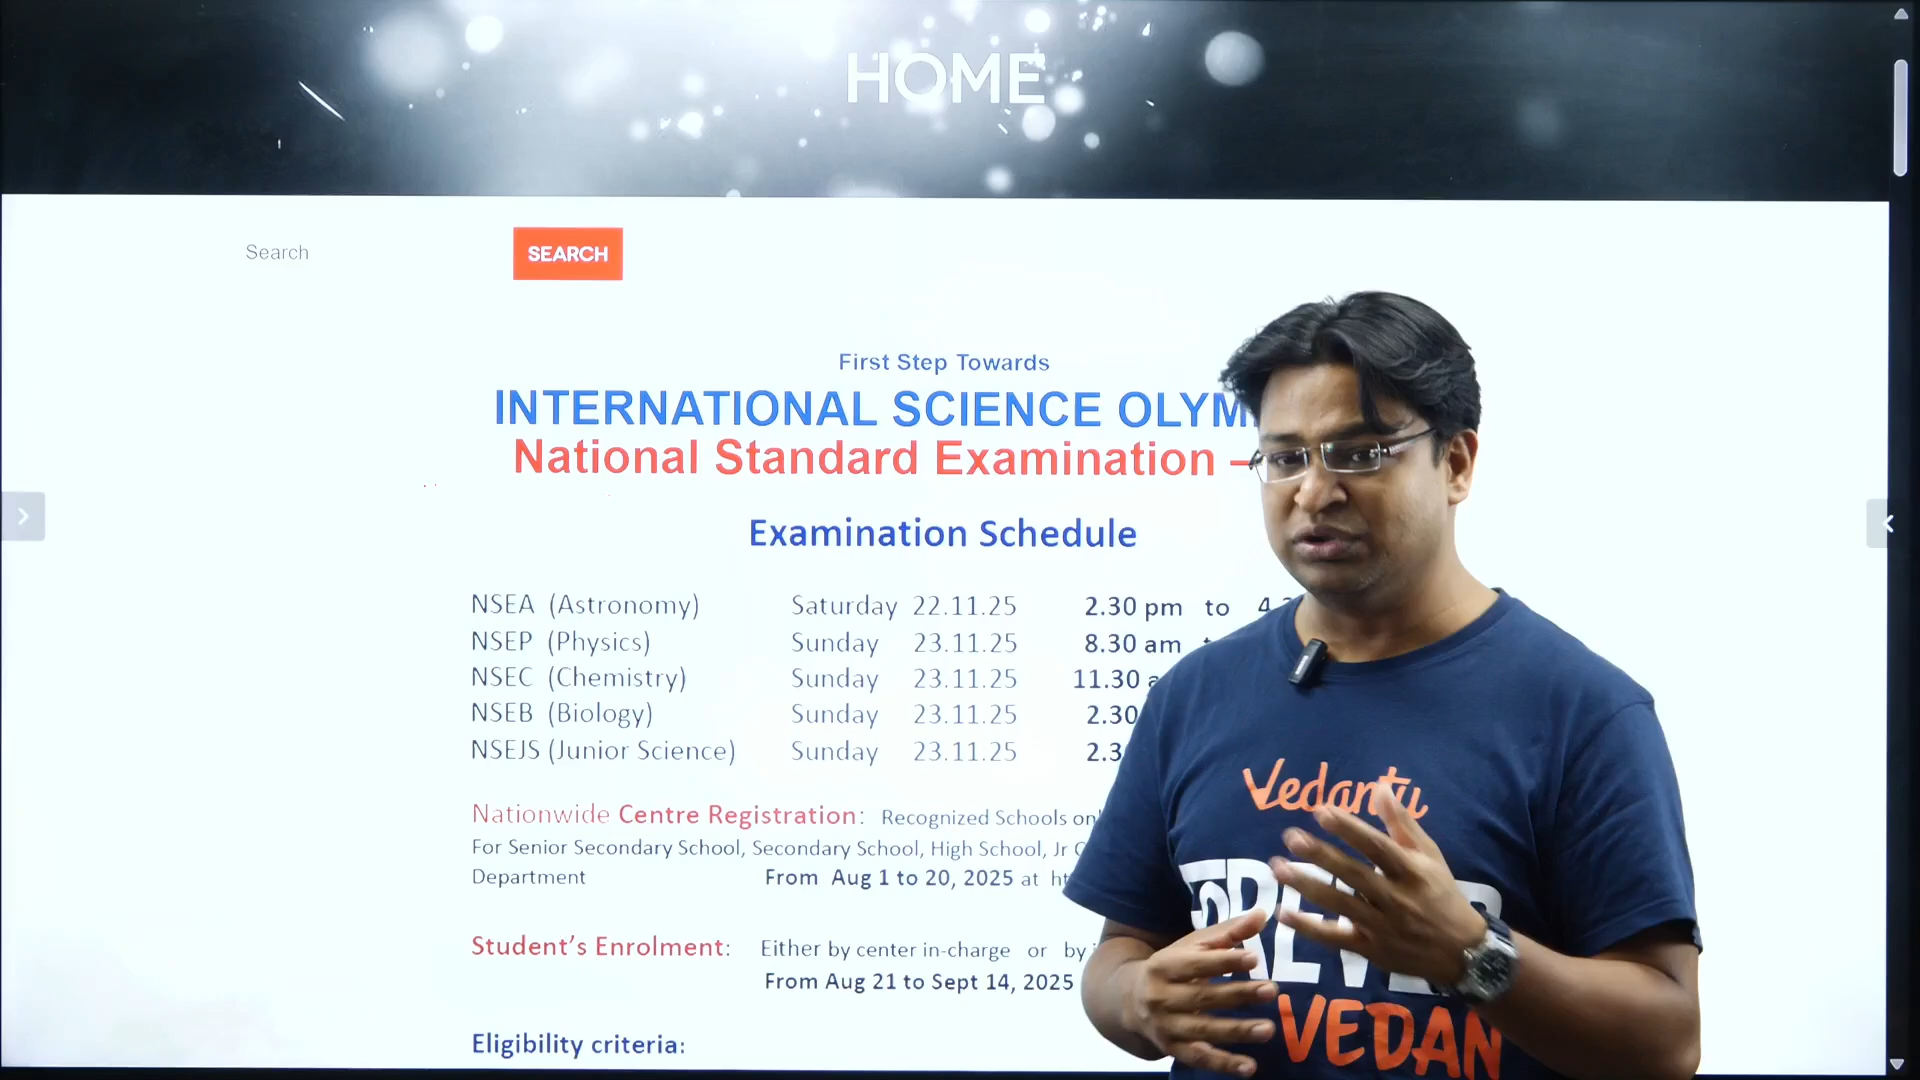 HOME
Search
SEARCH
First Step Towards
INTERNATIONAL SCIENCE
National Standard Examination –
Examination Schedule
NSEA (Astronomy) Saturday 22.11.25 2.30 pm to
NSEP (Physics) Sunday 23.11.25 8.30 am
NSEC (Chemistry) Sunday 23.11.25 11.30
NSEB (Biology) Sunday 23.11.25 2.30
NSEJS (Junior Science) Sunday 23.11.25
Nationwide Centre Registration: Recognized Schools
For Senior Secondary School, Secondary School, High School, Jr
Department From Aug 1 to 20, 2025 at
Student's Enrolment: Either by center in-charge or by
From Aug 21 to Sept 14, 2025
Eligibility criteria:
Vedantu
VEDAN